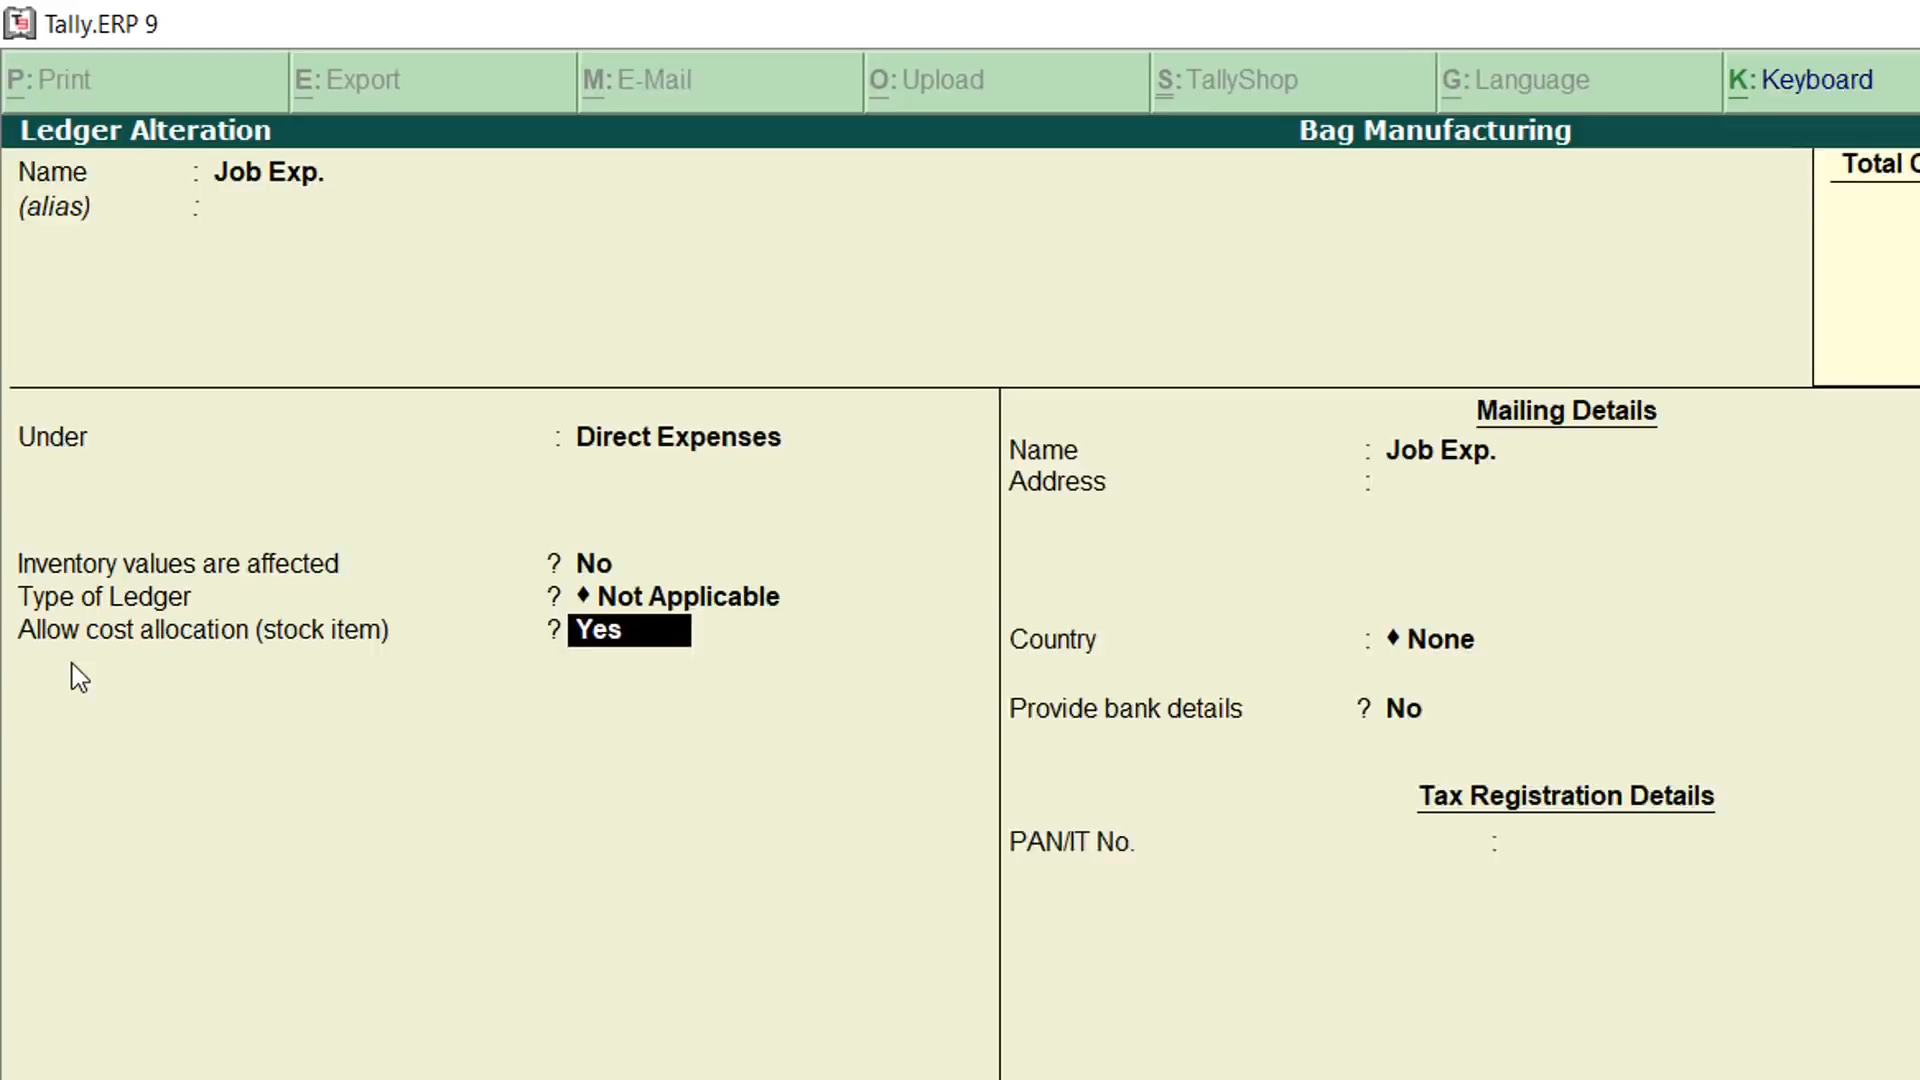 Tally.ERP 9
P: Print E: Export M: E-Mail O: Upload S: TallyShop G: Language K: Keyboard
Ledger Alteration Bag Manufacturing
Name : Job Exp. Total
(alias) :
Under : Direct Expenses
Inventory values are affected ? No
Type of Ledger ? ♦ Not Applicable
Allow cost allocation (stock item) ? Yes
Mailing Details
Name : Job Exp.
Address :
Country : ♦ None
Provide bank details ? No
Tax Registration Details
PAN/IT No. :